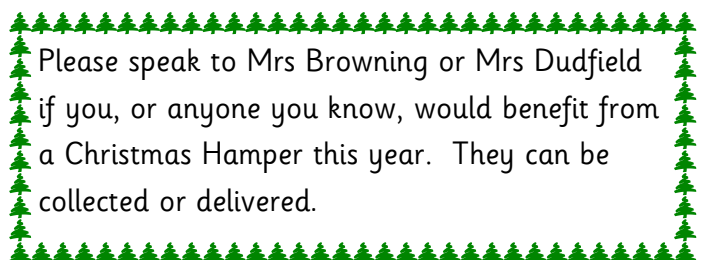 Please speak to Mrs Browning or Mrs Dudfield
if you, or anyone you know, would benefit from
a Christmas Hamper this year.  They can be
collected or delivered.